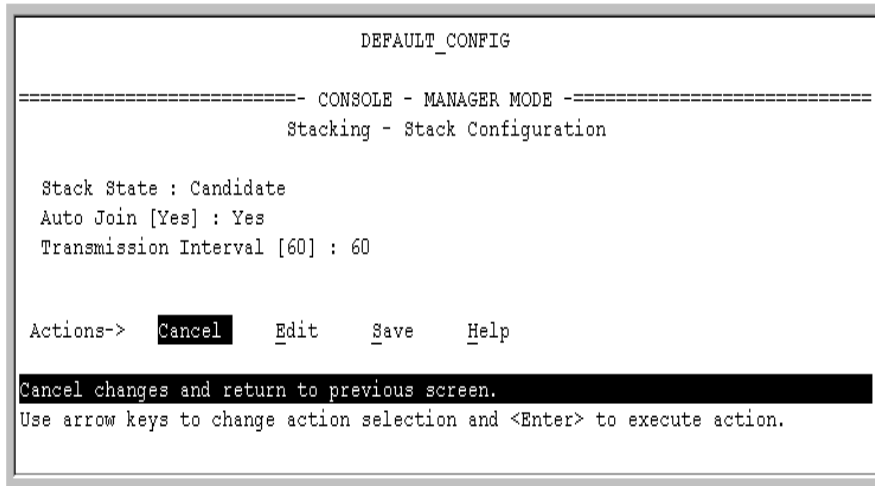 DEFAULT_CONFIG
==========================- CONSOLE - MANAGER MODE -============================
Stacking - Stack Configuration
Stack State : Candidate
Auto Join [Yes] : Yes
Transmission Interval [60] : 60
Actions-> Cancel Edit Save Help
Cancel changes and return to previous screen.
Use arrow keys to change action selection and <Enter> to execute action.